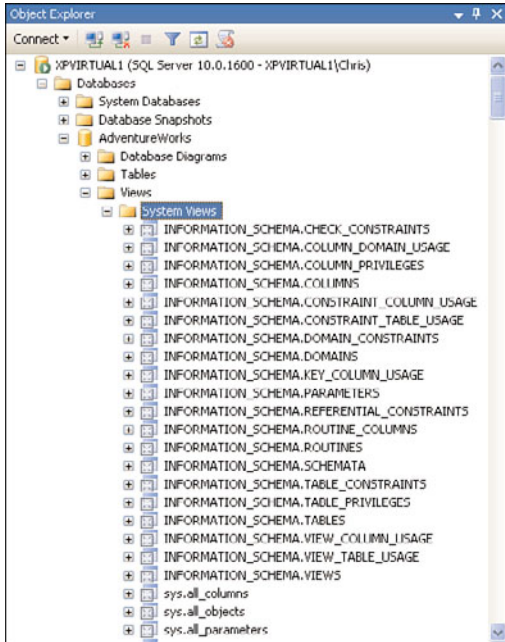 Object Explorer
Connect
XPVIRTUAL1 (SQL Server 10.0.1600 - XPVIRTUAL1\Chris)
Databases
System Databases
Database Snapshots
AdventureWorks
Database Diagrams
Tables
Views
System Views
INFORMATION_SCHEMA.CHECK_CONSTRAINTS
INFORMATION_SCHEMA.COLUMN_DOMAIN_USAGE
INFORMATION_SCHEMA.COLUMN_PRIVILEGES
INFORMATION_SCHEMA.COLUMNS
INFORMATION_SCHEMA.CONSTRAINT_COLUMN_USAGE
INFORMATION_SCHEMA.CONSTRAINT_TABLE_USAGE
INFORMATION_SCHEMA.DOMAIN_CONSTRAINTS
INFORMATION_SCHEMA.DOMAINS
INFORMATION_SCHEMA.KEY_COLUMN_USAGE
INFORMATION_SCHEMA.PARAMETERS
INFORMATION_SCHEMA.REFERENTIAL_CONSTRAINTS
INFORMATION_SCHEMA.ROUTINE_COLUMNS
INFORMATION_SCHEMA.ROUTINES
INFORMATION_SCHEMA.SCHEMATA
INFORMATION_SCHEMA.TABLE_CONSTRAINTS
INFORMATION_SCHEMA.TABLE_PRIVILEGES
INFORMATION_SCHEMA.TABLES
INFORMATION_SCHEMA.VIEW_COLUMN_USAGE
INFORMATION_SCHEMA.VIEW_TABLE_USAGE
INFORMATION_SCHEMA.VIEWS
sys.all_columns
sys.all_objects
sys.all_parameters